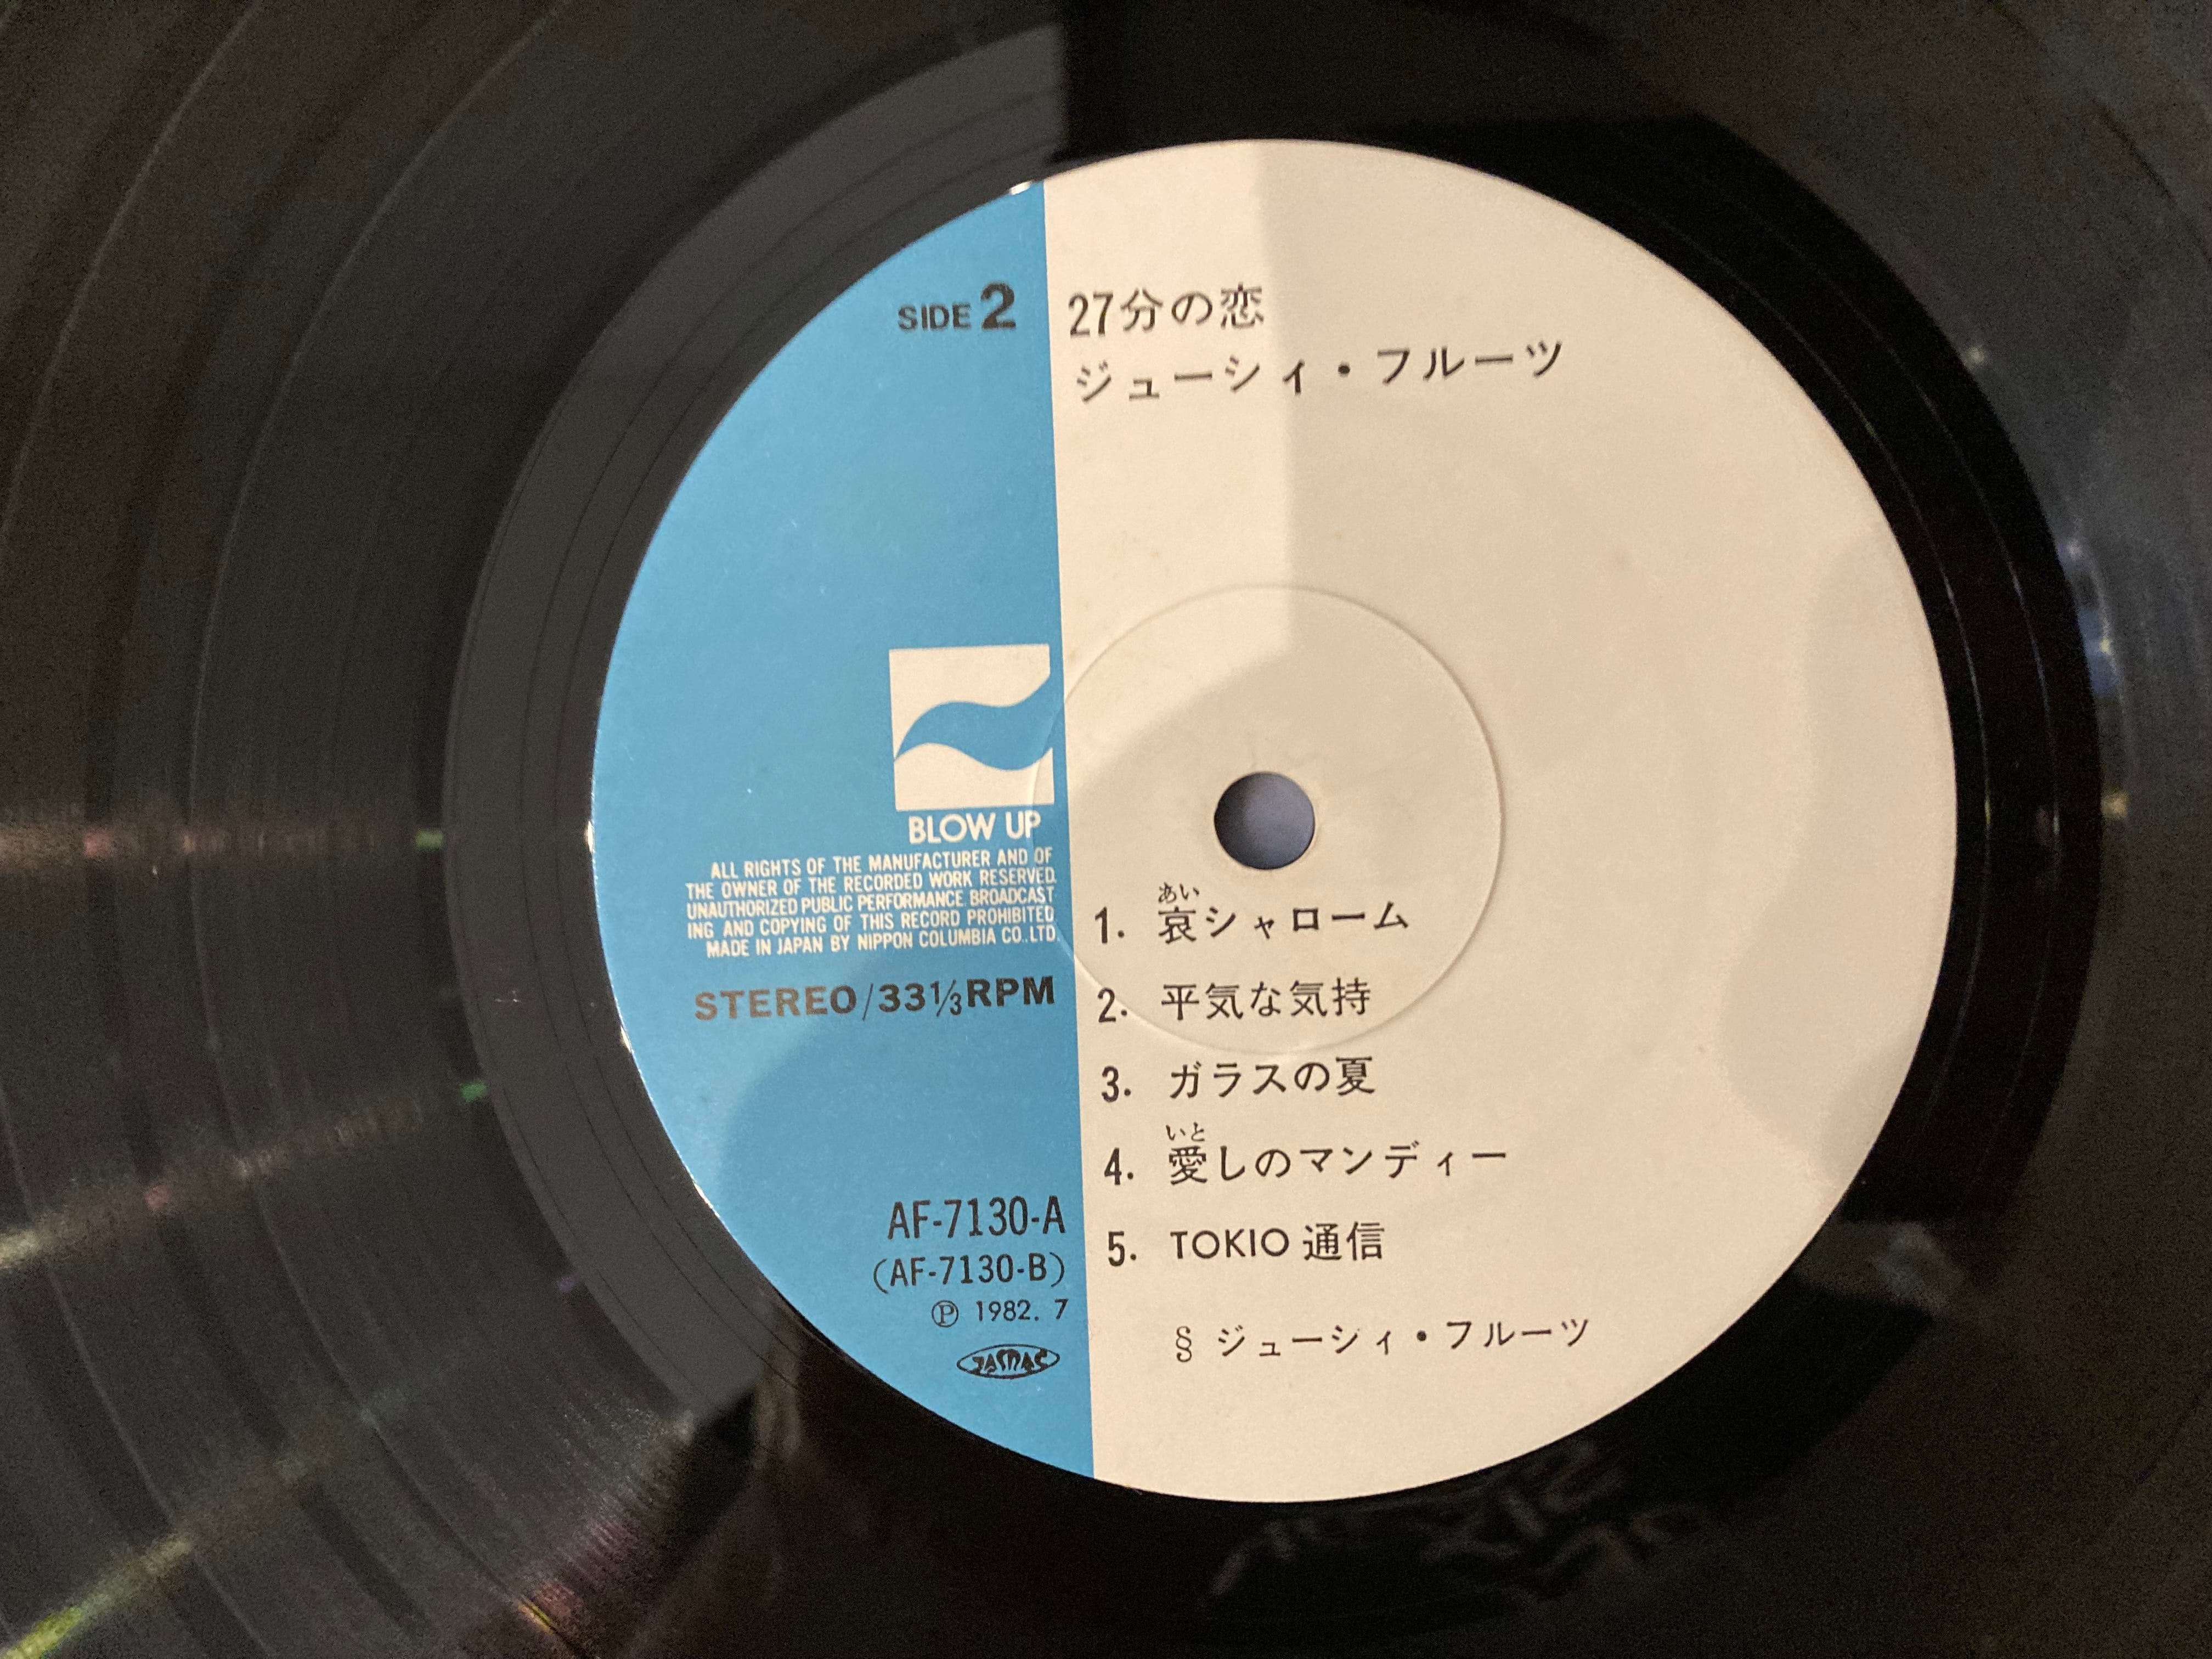 SIDE 2
27分の恋
ジューシィ・フルーツ
BLOW UP
ALL RIGHTS OF THE MANUFACTURER AND OF
THE OWNER OF THE RECORDED WORK RESERVED.
UNAUTHORIZED PUBLIC PERFORMANCE BROADCAST
ING AND COPYING OF THIS RECORD PROHIBITED
MADE IN JAPAN BY NIPPON COLUMBIA CO.,LTD.
STEREO/33⅓RPM
あい
1. 哀シャローム
2. 平気な気持
3. ガラスの夏
いと
4. 愛しのマンディー
5. TOKIO 通信
§ ジューシィ・フルーツ
AF-7130-A
(AF-7130-B)
Ⓟ 1982. 7
JASRAC